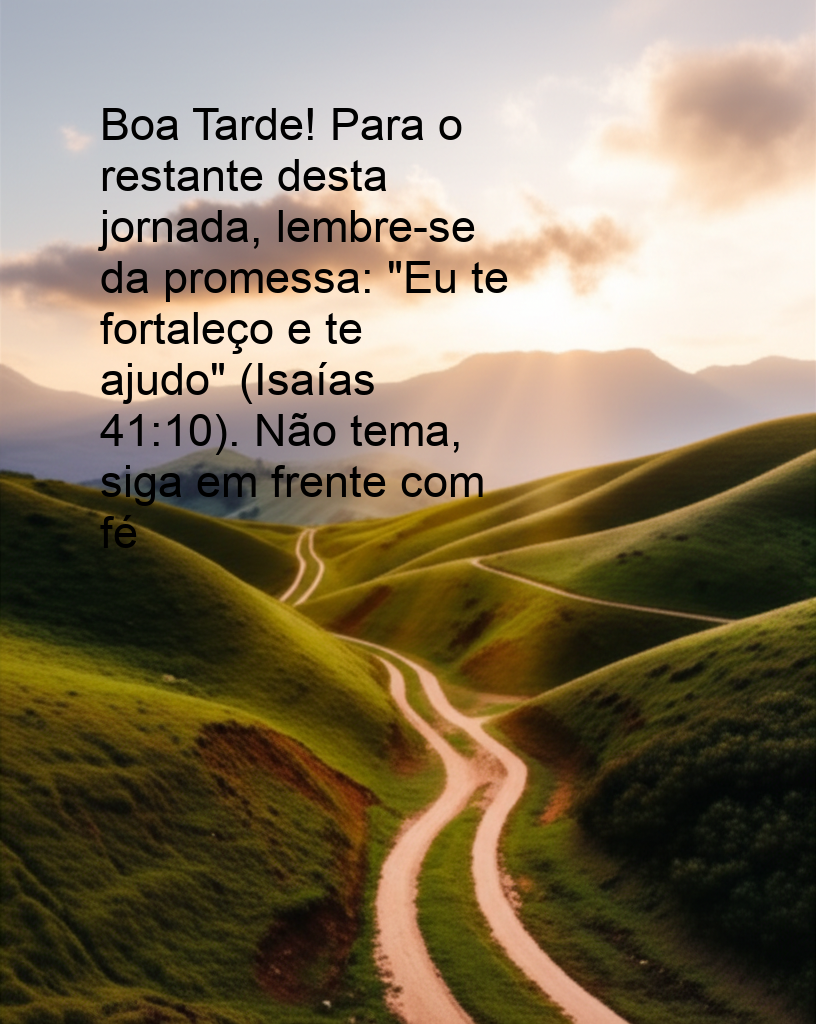 Boa Tarde! Para o
restante desta
jornada, lembre-se
da promessa: "Eu te
fortaleço e te
ajudo" (Isaías
41:10). Não tema,
siga em frente com
fé